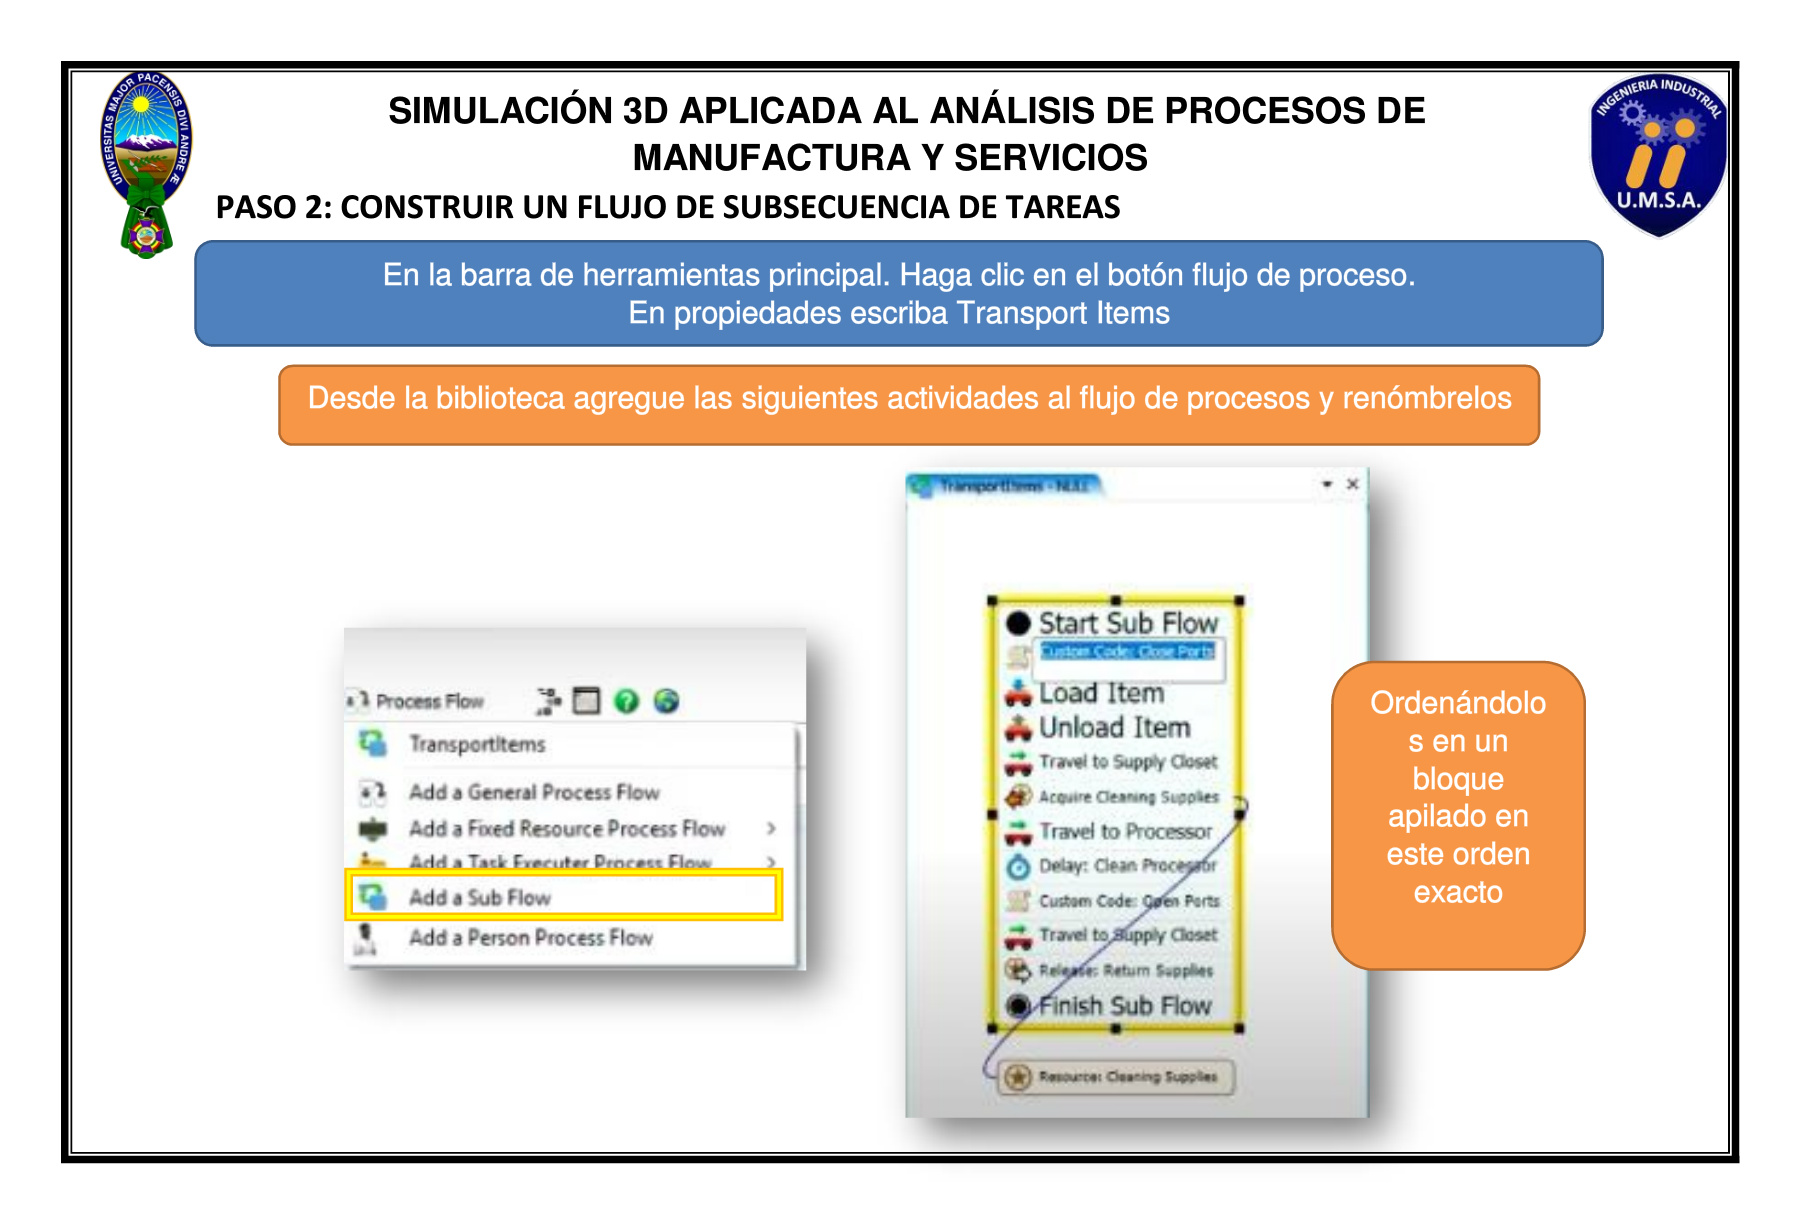 SIMULACIÓN 3D APLICADA AL ANÁLISIS DE PROCESOS DE
MANUFACTURA Y SERVICIOS
PASO 2: CONSTRUIR UN FLUJO DE SUBSECUENCIA DE TAREAS
UNIVERSITAS MAJOR PACENSIS DIVI ANDRE Æ
INGENIERIA INDUSTRIAL
U.M.S.A.
En la barra de herramientas principal. Haga clic en el botón flujo de proceso.
En propiedades escriba Transport Items
Desde la biblioteca agregue las siguientes actividades al flujo de procesos y renómbrelos
Process Flow
TransportItems
Add a General Process Flow
Add a Fixed Resource Process Flow
Add a Task Executer Process Flow
Add a Sub Flow
Add a Person Process Flow
TransportItems - NULL
Start Sub Flow
Custom Code: Close Ports
Load Item
Unload Item
Travel to Supply Closet
Acquire Cleaning Supplies
Travel to Processor
Delay: Clean Processor
Custom Code: Open Ports
Travel to Supply Closet
Release: Return Supplies
Finish Sub Flow
Resource: Cleaning Supplies
Ordenándolo
s en un
bloque
apilado en
este orden
exacto